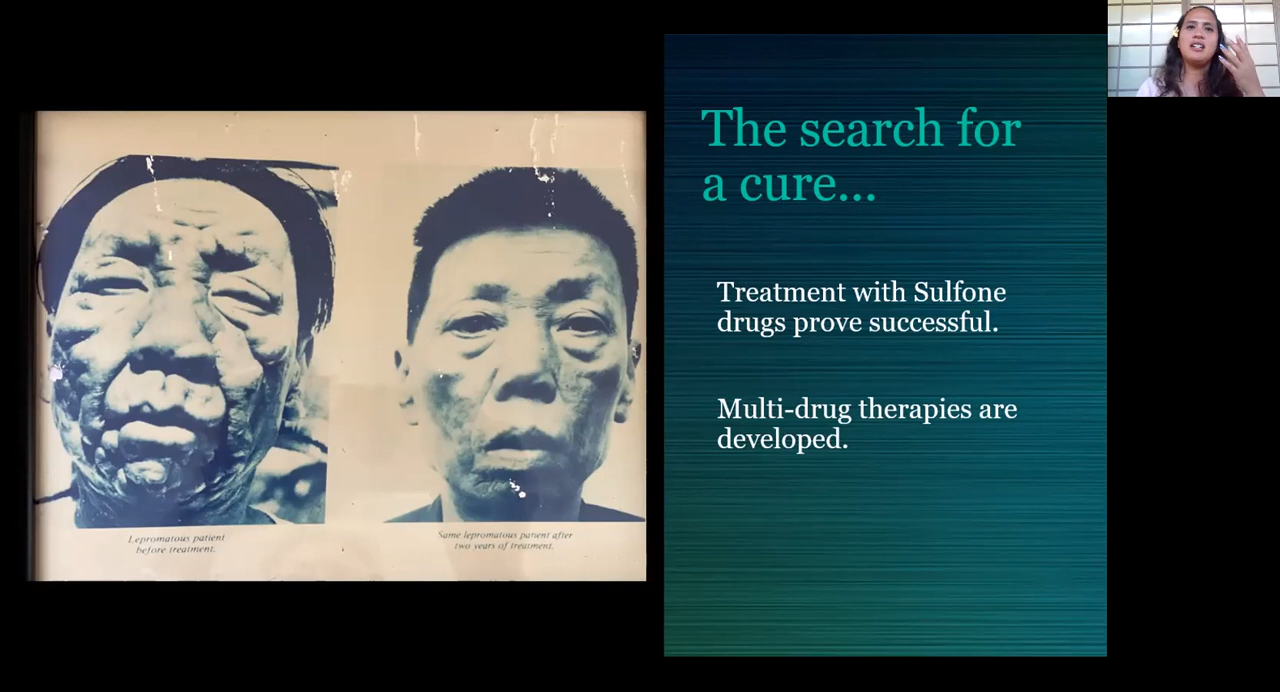 The search for
a cure...
Treatment with Sulfone
drugs prove successful.
Multi-drug therapies are
developed.
Lepromatous patient
before treatment.
Same lepromatous patient after
two years of treatment.